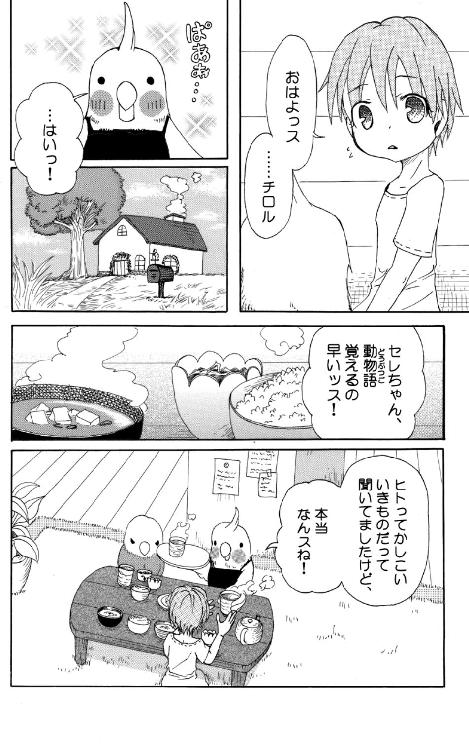 おはよっス
……チロル
ぱあぁ…
…はいっ！
セレちゃん、
動物語
どうぶつご
覚えるの
早いッス！
ヒトってかしこい
いきものだって
聞いてましたけど、
本当
なんスね！